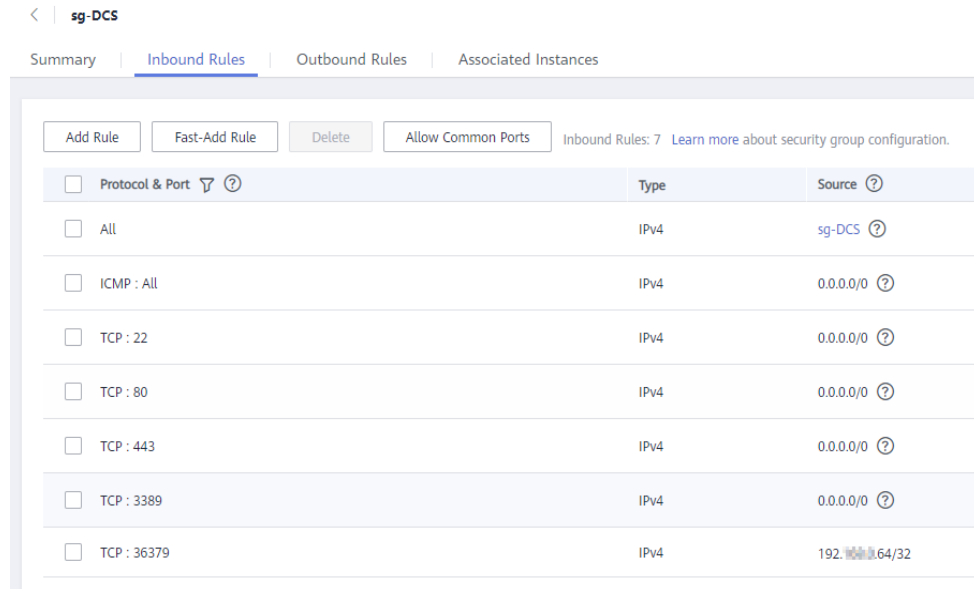 sg-DCS
Summary Inbound Rules Outbound Rules Associated Instances
Add Rule Fast-Add Rule Delete Allow Common Ports Inbound Rules: 7 Learn more about security group configuration.
Protocol & Port Type Source
All IPv4 sg-DCS
ICMP : All IPv4 0.0.0.0/0
TCP : 22 IPv4 0.0.0.0/0
TCP : 80 IPv4 0.0.0.0/0
TCP : 443 IPv4 0.0.0.0/0
TCP : 3389 IPv4 0.0.0.0/0
TCP : 36379 IPv4 192. .64/32